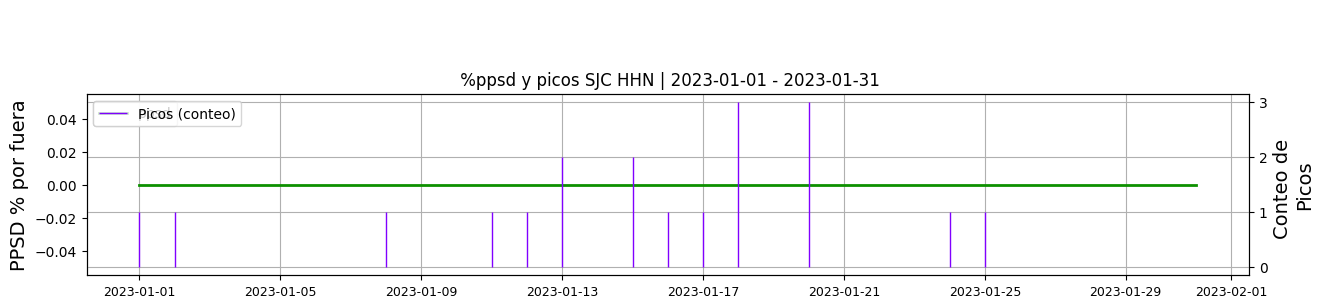 %ppsd y picos SJC HHN | 2023-01-01 - 2023-01-31
Picos (conteo)
PPSD % por fuera
0.04
0.02
0.00
−0.02
−0.04
3
2
1
0
Conteo de
Picos
2023-01-01 2023-01-05 2023-01-09 2023-01-13 2023-01-17 2023-01-21 2023-01-25 2023-01-29 2023-02-01